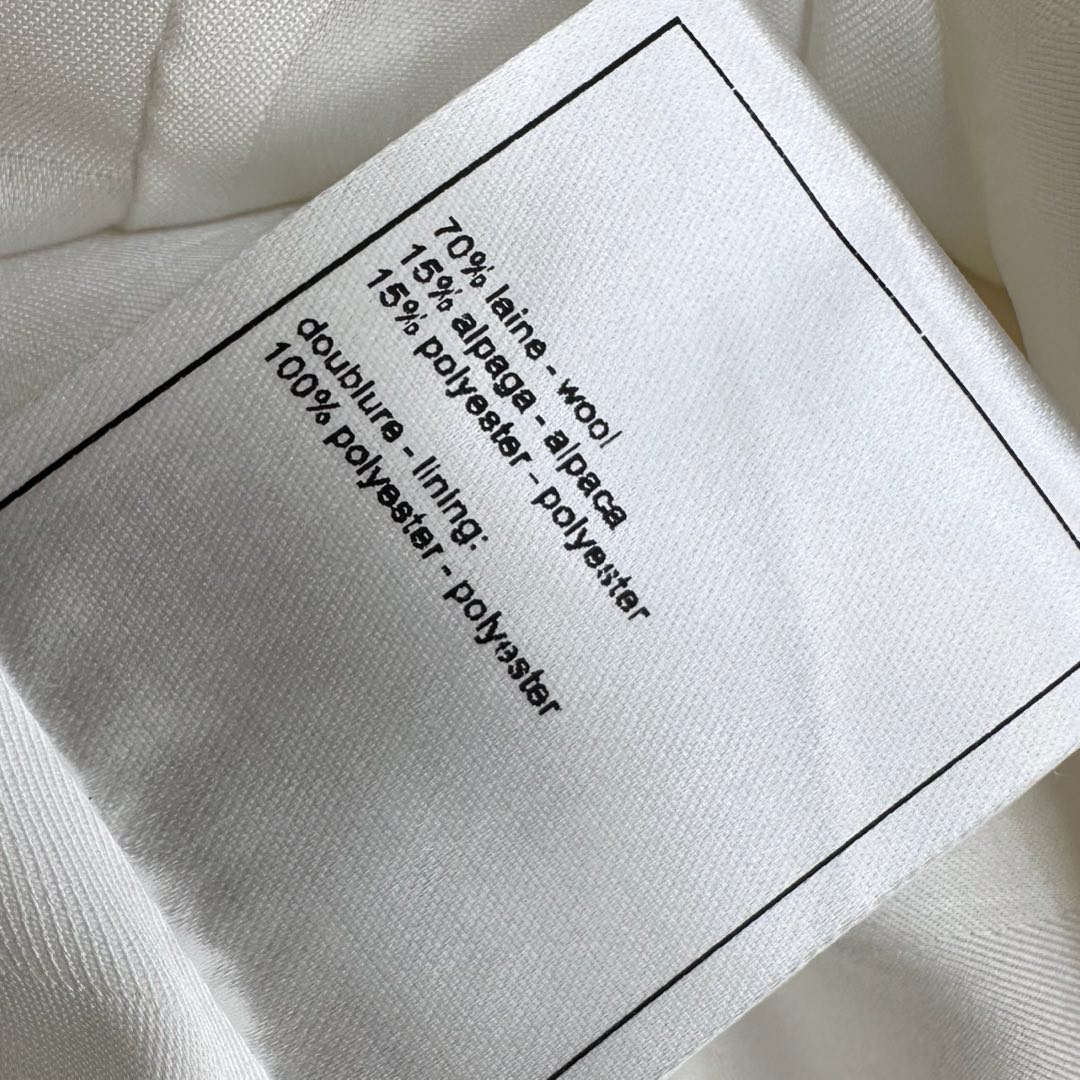 70% laine - wool
15% alpaga - alpaca
15% polyester - polyester
doublure - lining:
100% polyester - polyester